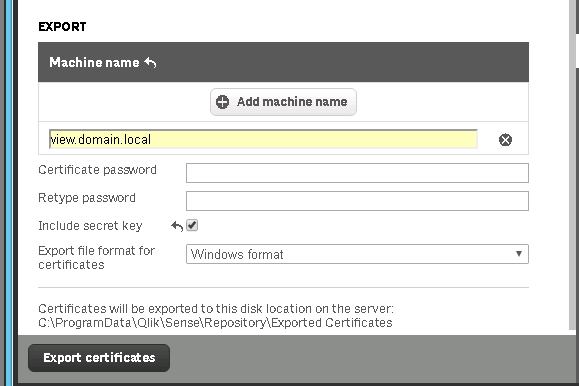 EXPORT
Machine name
Add machine name
view.domain.local
Certificate password
Retype password
Include secret key
Export file format for
certificates
Windows format
Certificates will be exported to this disk location on the server:
C:\ProgramData\Qlik\Sense\Repository\Exported Certificates
Export certificates